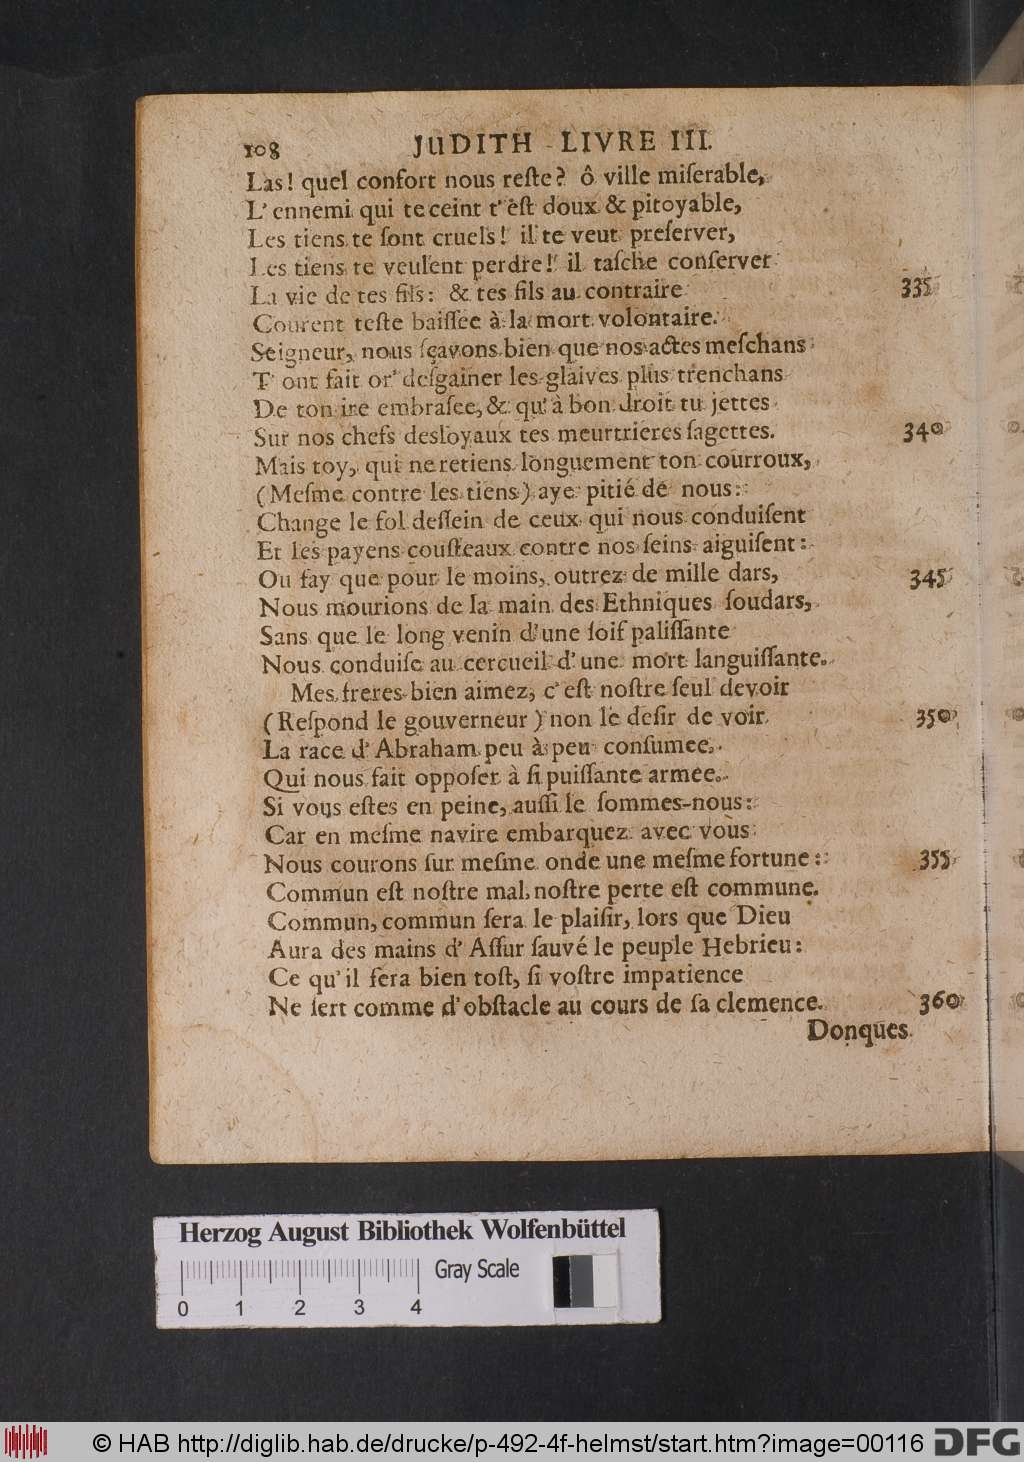 108 JUDITH LIVRE III.
Las! quel confort nous reſte? ô ville miſerable,
L'ennemi qui te ceint t'eſt doux & pitoyable,
Les tiens te ſont cruels! il te veut preſerver,
Les tiens te veulent perdre! il taſche conſerver
La vie de tes fils: & tes fils au contraire 335
Courent teſte baiſſee à la mort volontaire.
Seigneur, nous ſçavons bien que nos actes meſchans
T'ont fait or' deſgainer les glaives plus trenchans
De ton ire embraſee, & qu'à bon droit tu jettes
Sur nos chefs desloyaux tes meurtrieres ſagettes. 340
Mais toy, qui ne retiens longuement ton courroux,
(Meſme contre les tiens) aye pitié de nous:
Change le fol deſſein de ceux qui nous conduiſent
Et les payens couſteaux contre nos ſeins aiguiſent:
Ou fay que pour le moins, outrez de mille dars, 345
Nous mourions de la main des Ethniques ſoudars,
Sans que le long venin d'une ſoif paliſſante
Nous conduiſe au cercueil d'une mort languiſſante.
Mes freres bien aimez, c'eſt noſtre ſeul devoir
(Reſpond le gouverneur) non le deſir de voir 350
La race d'Abraham peu à peu conſumee,
Qui nous fait oppoſer à ſi puiſſante armee.
Si vous eſtes en peine, auſſi le ſommes-nous:
Car en meſme navire embarquez avec vous
Nous courons ſur meſme onde une meſme fortune: 355
Commun eſt noſtre mal, noſtre perte eſt commune.
Commun, commun ſera le plaiſir, lors que Dieu
Aura des mains d'Aſſur ſauvé le peuple Hebrieu:
Ce qu'il fera bien toſt, ſi voſtre impatience
Ne ſert comme d'obſtacle au cours de ſa clemence. 360
Donques
Herzog August Bibliothek Wolfenbüttel
Gray Scale
0 1 2 3 4
© HAB http://diglib.hab.de/drucke/p-492-4f-helmst/start.htm?image=00116 DFG